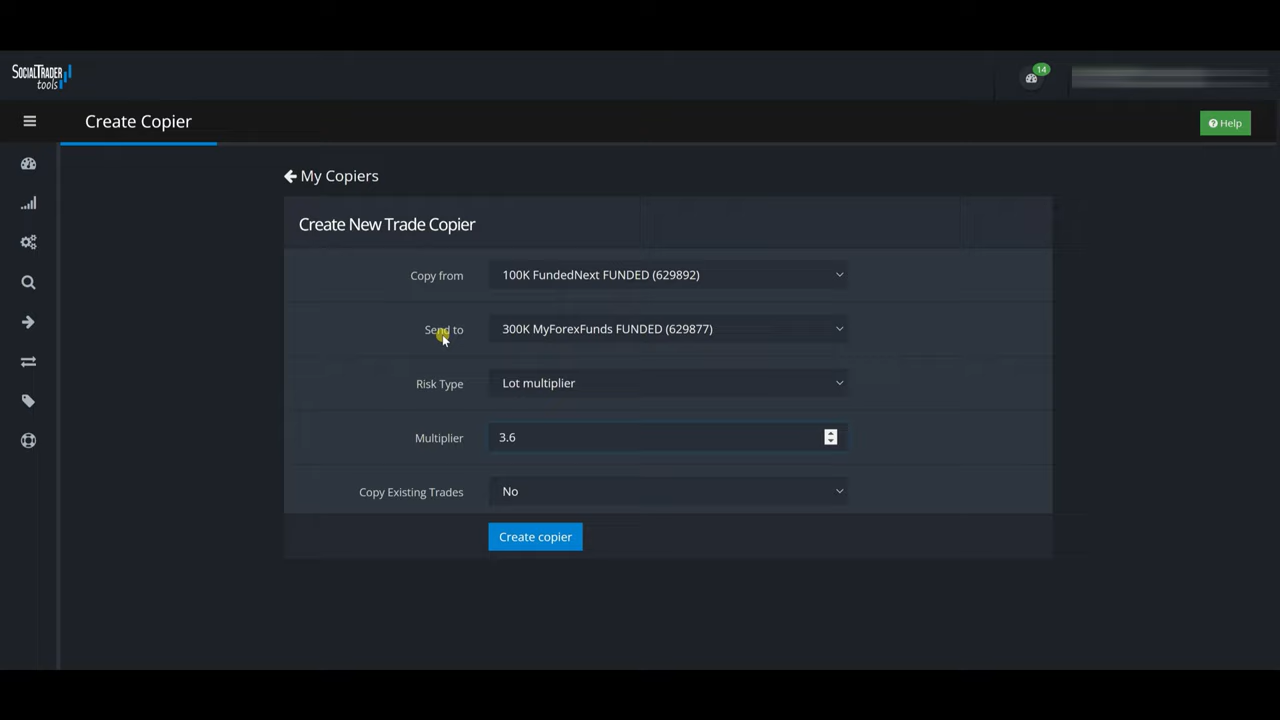 SOCIALTRADER
tools
14
Create Copier
Help
My Copiers
Create New Trade Copier
Copy from
100K FundedNext FUNDED (629892)
Send to
300K MyForexFunds FUNDED (629877)
Risk Type
Lot multiplier
Multiplier
3.6
Copy Existing Trades
No
Create copier